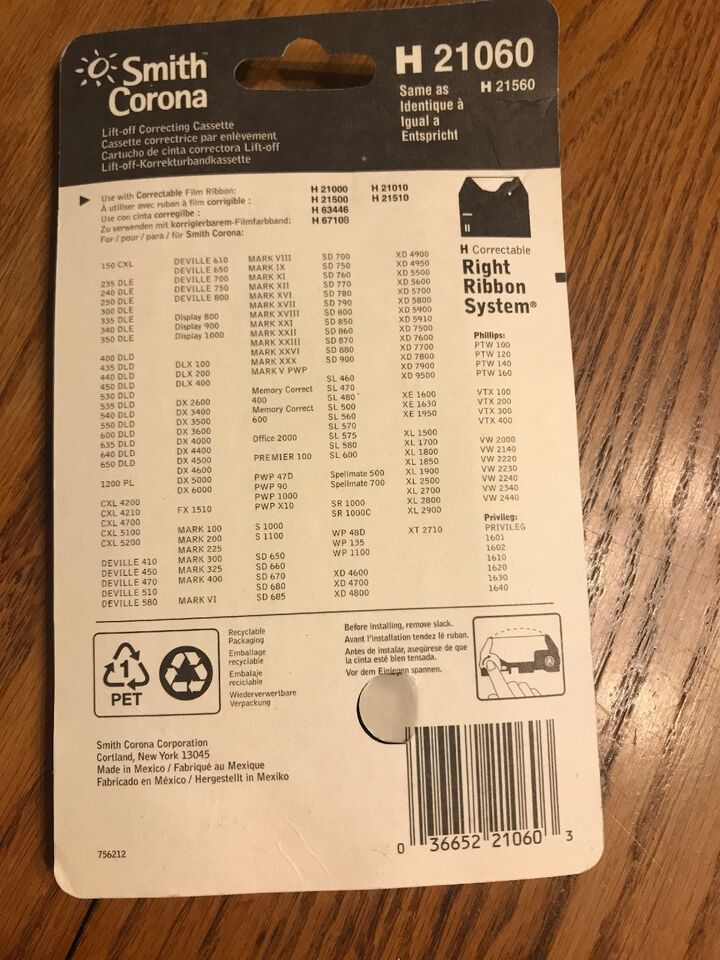 Smith
Corona™
H 21060
Same as H 21560
Identique à
Igual a
Entspricht
Lift-off Correcting Cassette
Cassette correctrice par enlèvement
Cartucho de cinta correctora Lift-off
Lift-off-Korrekturbandkassette
Use with Correctable Film Ribbon: H 21000 H 21010
À utiliser avec ruban à film corrigible : H 21500 H 21510
Use con cinta corregilbe : H 63446
Zu verwenden mit korrigierbarem-Filmfarbband: H 67108
For / pour / para / für Smith Corona:
150 CXL
235 DLE
240 DLE
250 DLE
300 DLE
335 DLE
340 DLE
350 DLE
400 DLD
435 DLD
440 DLD
450 DLD
530 DLD
535 DLD
540 DLD
550 DLD
600 DLD
635 DLD
640 DLD
650 DLD
1200 PL
CXL 4200
CXL 4210
CXL 4700
CXL 5100
CXL 5200
DEVILLE 410
DEVILLE 450
DEVILLE 470
DEVILLE 510
DEVILLE 580
DEVILLE 610
DEVILLE 650
DEVILLE 700
DEVILLE 750
DEVILLE 800
Display 800
Display 900
Display 1000
DLX 100
DLX 200
DLX 400
DX 2600
DX 3400
DX 3500
DX 3600
DX 4000
DX 4400
DX 4500
DX 4600
DX 5000
DX 6000
FX 1510
MARK 100
MARK 200
MARK 225
MARK 300
MARK 325
MARK 400
MARK VI
MARK VIII
MARK IX
MARK XI
MARK XII
MARK XVI
MARK XVII
MARK XVIII
MARK XXI
MARK XXII
MARK XXIII
MARK XXVI
MARK XXX
MARK V PWP
Memory Correct
400
Memory Correct
600
Office 2000
PREMIER 100
PWP 47D
PWP 90
PWP 1000
PWP X10
S 1000
S 1100
SD 650
SD 660
SD 670
SD 680
SD 685
SD 700
SD 750
SD 760
SD 770
SD 780
SD 790
SD 800
SD 850
SD 860
SD 870
SD 880
SD 900
SL 460
SL 470
SL 480
SL 500
SL 560
SL 570
SL 575
SL 580
SL 600
Spellmate 500
Spellmate 700
SR 1000
SR 1000C
WP 48D
WP 135
WP 1100
XD 4600
XD 4700
XD 4800
XD 4900
XD 4950
XD 5500
XD 5600
XD 5700
XD 5800
XD 5900
XD 5910
XD 7500
XD 7600
XD 7700
XD 7800
XD 7900
XD 9500
XE 1600
XE 1630
XE 1950
XL 1500
XL 1700
XL 1800
XL 1850
XL 1900
XL 2500
XL 2700
XL 2800
XL 2900
XT 2710
I
II
H Correctable
Right
Ribbon
System®
Phillips:
PTW 100
PTW 120
PTW 140
PTW 160
VTX 100
VTX 200
VTX 300
VTX 400
VW 2000
VW 2140
VW 2220
VW 2230
VW 2240
VW 2340
VW 2440
Privileg:
PRIVILEG
1601
1602
1610
1620
1630
1640
1
PET
Recyclable
Packaging
Emballage
recyclable
Embalaje
reciclable
Wiederverwertbare
Verpackung
Before installing, remove slack.
Avant l'installation tendez lé ruban.
Antes de instalar, asegúrese de que
la cinta esté bien tensada.
Vor dem Einlegen spannen.
Smith Corona Corporation
Cortland, New York 13045
Made in Mexico / Fabriqué au Mexique
Fabricado en México / Hergestellt in Mexiko
756212
0 36652 21060 3